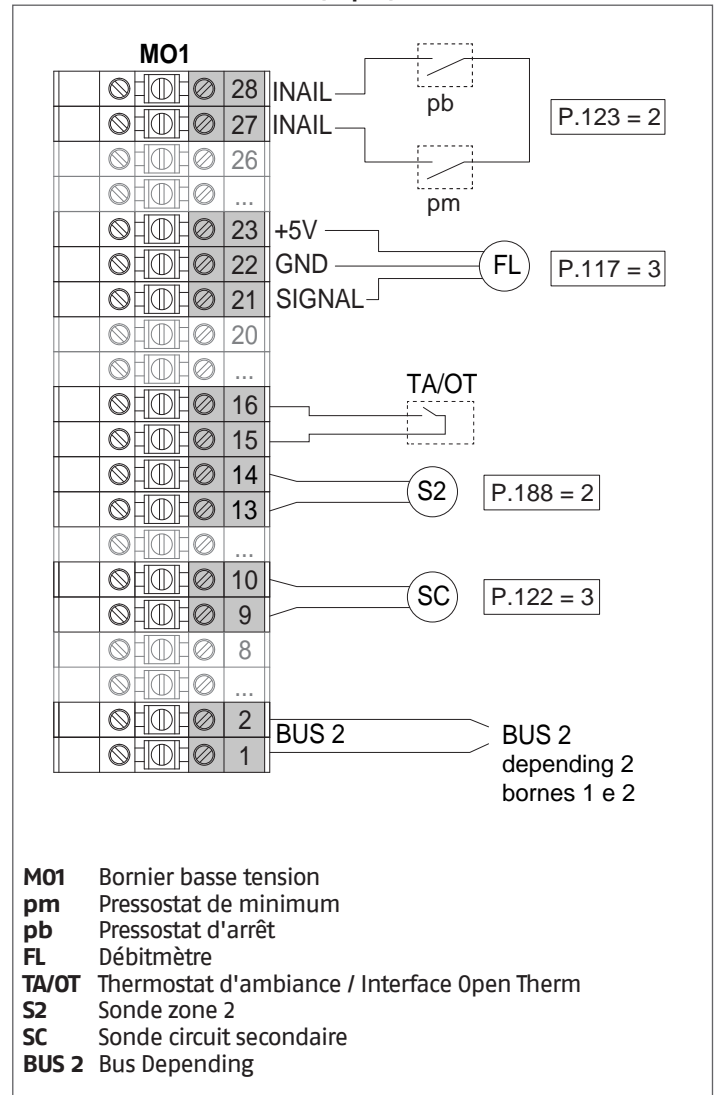 MO1
28 INAIL
pb
P.123 = 2
27 INAIL
26
pm
...
23 +5V
22 GND
FL
P.117 = 3
21 SIGNAL
20
...
TA/OT
16
15
14
S2
P.188 = 2
13
...
10
SC
P.122 = 3
9
8
...
2
BUS 2
BUS 2
1
depending 2
bornes 1 e 2
MO1 Bornier basse tension
pm Pressostat de minimum
pb Pressostat d'arrêt
FL Débitmètre
TA/OT Thermostat d'ambiance / Interface Open Therm
S2 Sonde zone 2
SC Sonde circuit secondaire
BUS 2 Bus Depending